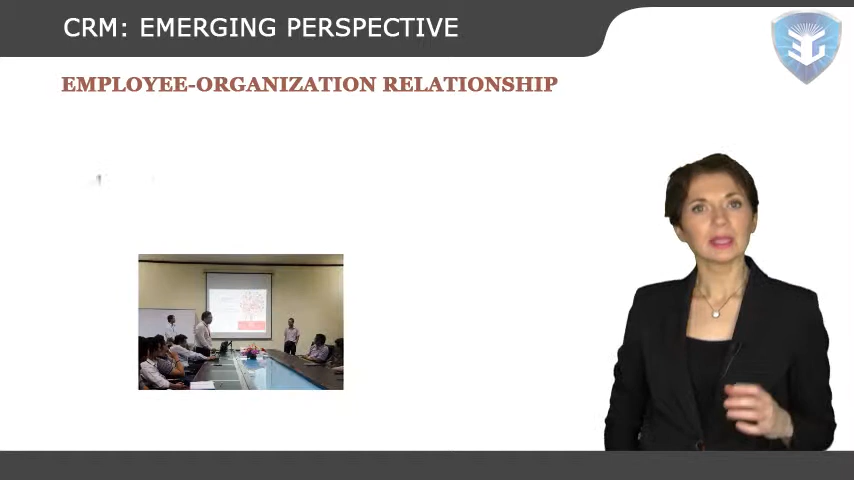 CRM: EMERGING PERSPECTIVE
EMPLOYEE-ORGANIZATION RELATIONSHIP